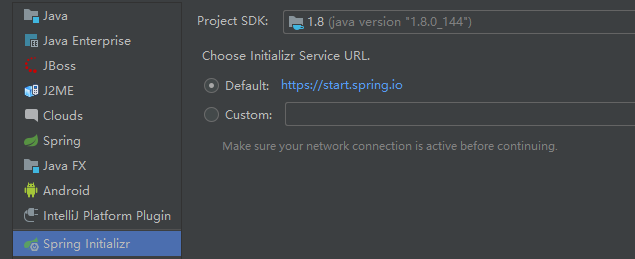 Java
Java Enterprise
JBoss
J2ME
Clouds
Spring
Java FX
Android
IntelliJ Platform Plugin
Spring Initializr
Project SDK: 1.8 (java version "1.8.0_144")
Choose Initializr Service URL.
Default: https://start.spring.io
Custom:
Make sure your network connection is active before continuing.